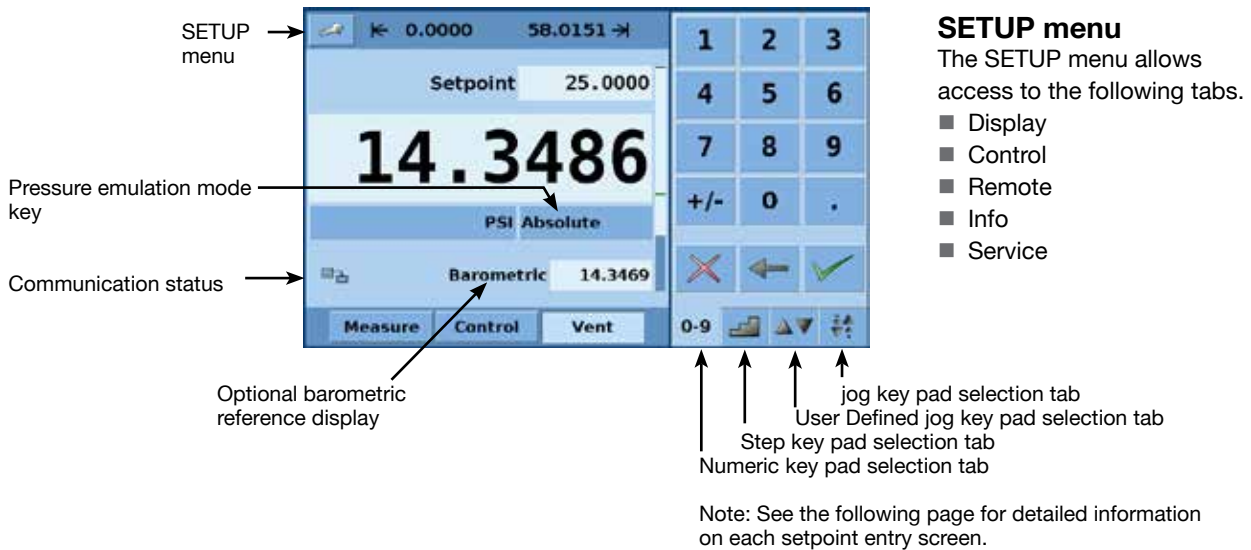 SETUP
menu
0.0000 58.0151
Setpoint 25.0000
14.3486
PSI Absolute
Barometric 14.3469
Measure Control Vent
1 2 3
4 5 6
7 8 9
+/- 0 .
0-9
Pressure emulation mode
key
Communication status
Optional barometric
reference display
jog key pad selection tab
User Defined jog key pad selection tab
Step key pad selection tab
Numeric key pad selection tab
Note: See the following page for detailed information
on each setpoint entry screen.
SETUP menu
The SETUP menu allows
access to the following tabs.
■ Display
■ Control
■ Remote
■ Info
■ Service